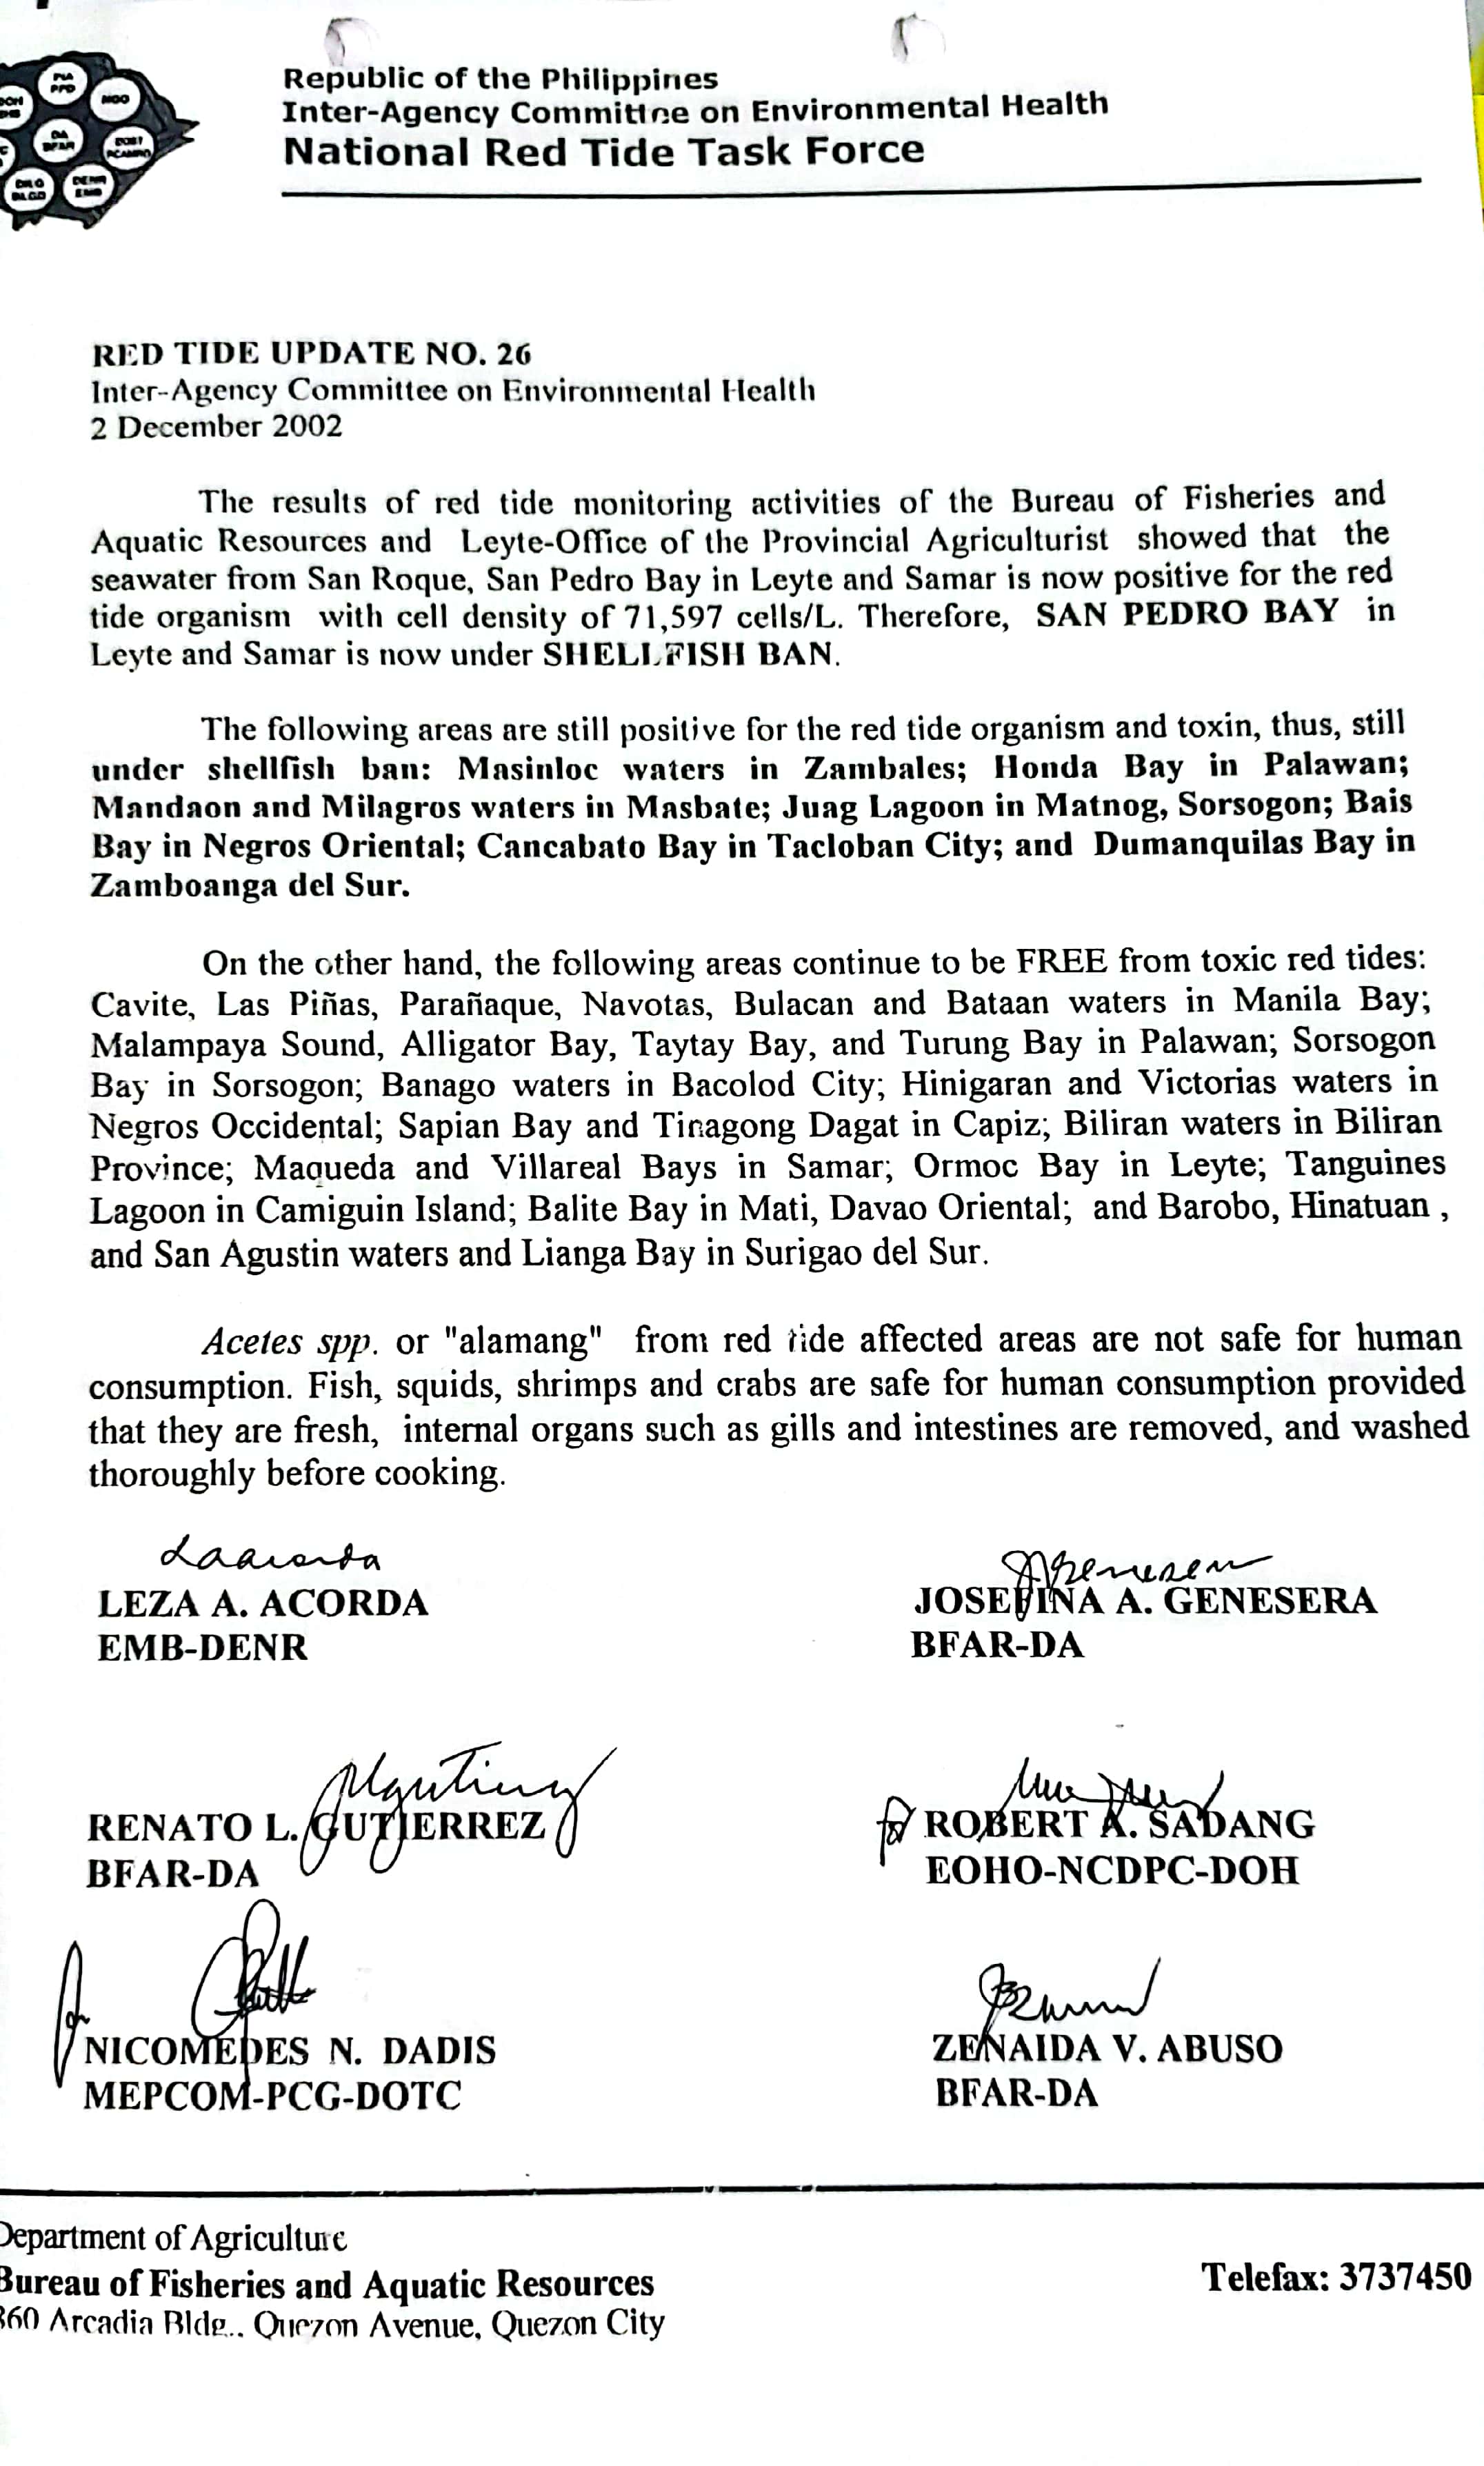 PIA
PPD
NGO
DA
BFAR
DOST
PCAMRD
DILG
BLGD
DENR
EMB
Republic of the Philippines
Inter-Agency Committee on Environmental Health
National Red Tide Task Force
RED TIDE UPDATE NO. 26
Inter-Agency Committee on Environmental Health
2 December 2002
The results of red tide monitoring activities of the Bureau of Fisheries and
Aquatic Resources and Leyte-Office of the Provincial Agriculturist showed that the
seawater from San Roque, San Pedro Bay in Leyte and Samar is now positive for the red
tide organism with cell density of 71,597 cells/L. Therefore, SAN PEDRO BAY in
Leyte and Samar is now under SHELLFISH BAN.
The following areas are still positive for the red tide organism and toxin, thus, still
under shellfish ban: Masinloc waters in Zambales; Honda Bay in Palawan;
Mandaon and Milagros waters in Masbate; Juag Lagoon in Matnog, Sorsogon; Bais
Bay in Negros Oriental; Cancabato Bay in Tacloban City; and Dumanquilas Bay in
Zamboanga del Sur.
On the other hand, the following areas continue to be FREE from toxic red tides:
Cavite, Las Piñas, Parañaque, Navotas, Bulacan and Bataan waters in Manila Bay;
Malampaya Sound, Alligator Bay, Taytay Bay, and Turung Bay in Palawan; Sorsogon
Bay in Sorsogon; Banago waters in Bacolod City; Hinigaran and Victorias waters in
Negros Occidental; Sapian Bay and Tinagong Dagat in Capiz; Biliran waters in Biliran
Province; Maqueda and Villareal Bays in Samar; Ormoc Bay in Leyte; Tanguines
Lagoon in Camiguin Island; Balite Bay in Mati, Davao Oriental; and Barobo, Hinatuan ,
and San Agustin waters and Lianga Bay in Surigao del Sur.
Acetes spp. or "alamang" from red tide affected areas are not safe for human
consumption. Fish, squids, shrimps and crabs are safe for human consumption provided
that they are fresh, internal organs such as gills and intestines are removed, and washed
thoroughly before cooking.
LEZA A. ACORDA
EMB-DENR
JOSEFINA A. GENESERA
BFAR-DA
RENATO L. GUTIERREZ
BFAR-DA
for ROBERT A. SADANG
EOHO-NCDPC-DOH
NICOMEDES N. DADIS
MEPCOM-PCG-DOTC
ZENAIDA V. ABUSO
BFAR-DA
Department of Agriculture
Bureau of Fisheries and Aquatic Resources
860 Arcadia Bldg., Quezon Avenue, Quezon City
Telefax: 3737450